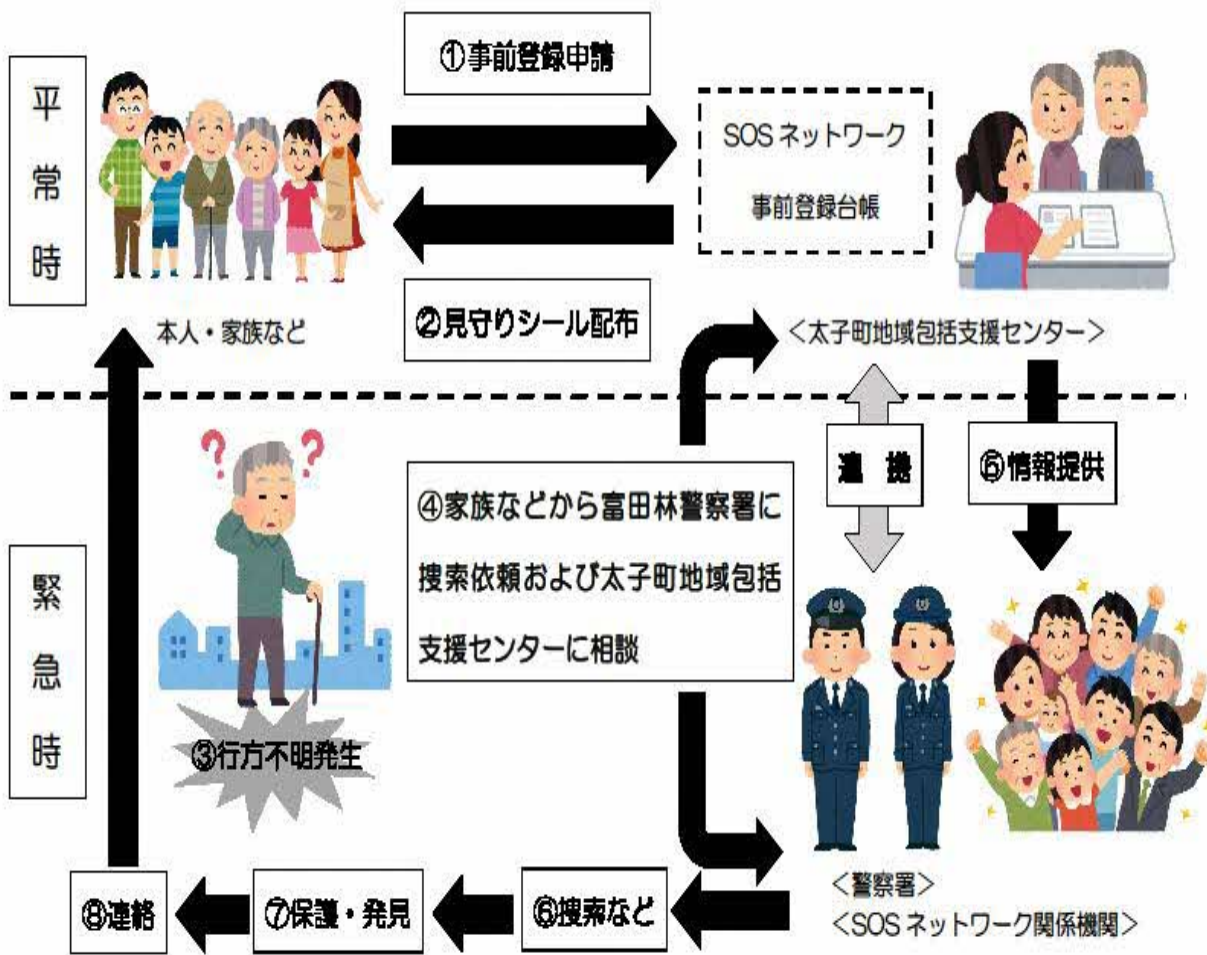 平常時
①事前登録申請
SOSネットワーク
事前登録台帳
②見守りシール配布
本人・家族など
<太子町地域包括支援センター>
緊急時
③行方不明発生
④家族などから富田林警察署に
捜索依頼および太子町地域包括
支援センターに相談
連携
⑤情報提供
<警察署>
<SOSネットワーク関係機関>
⑥捜索など
⑦保護・発見
⑧連絡